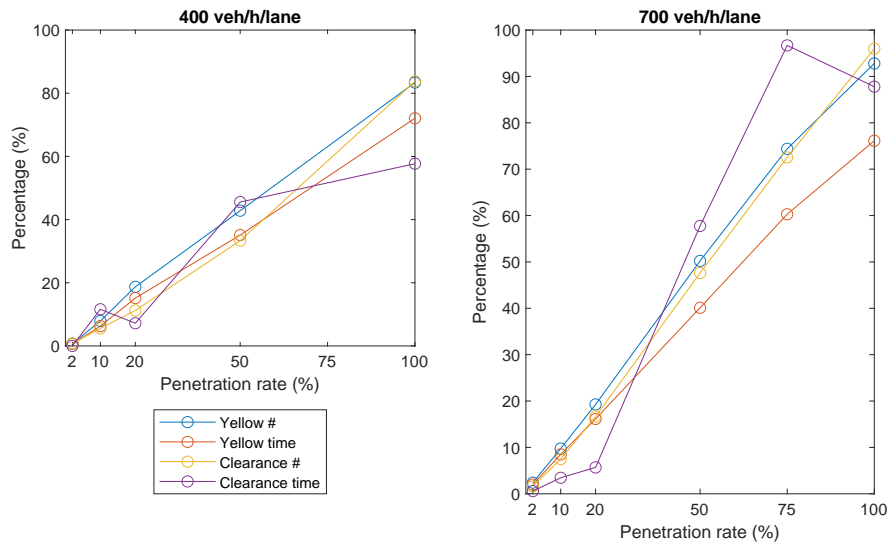 400 veh/h/lane
100
80
60
40
20
0
Percentage (%)
2 10 20 50 75 100
Penetration rate (%)
Yellow #
Yellow time
Clearance #
Clearance time
700 veh/h/lane
100
90
80
70
60
50
40
30
20
10
0
Percentage (%)
2 10 20 50 75 100
Penetration rate (%)